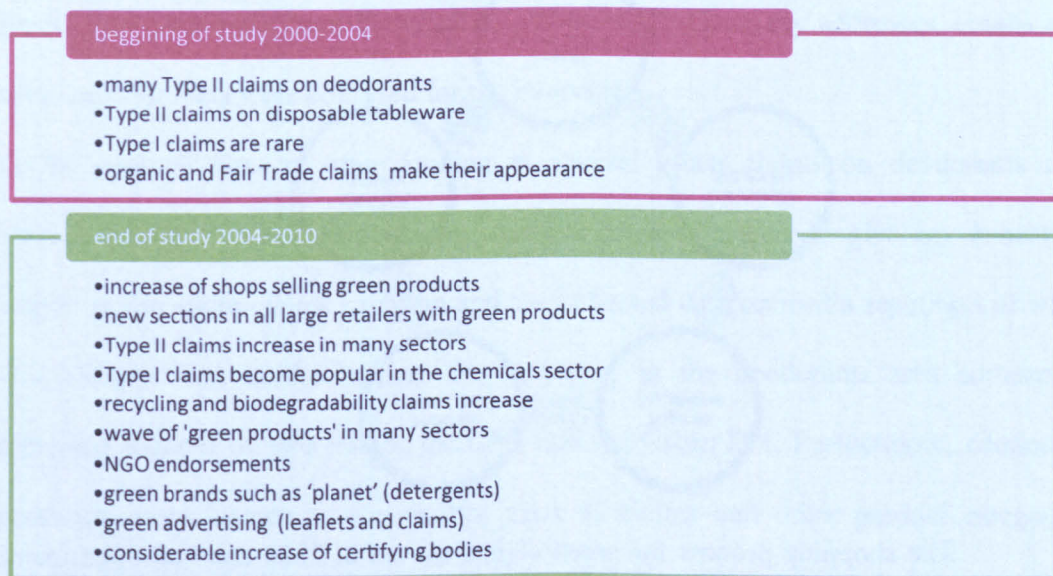 beggining of study 2000-2004
•many Type II claims on deodorants
•Type II claims on disposable tableware
•Type I claims are rare
•organic and Fair Trade claims make their appearance
end of study 2004-2010
•increase of shops selling green products
•new sections in all large retailers with green products
•Type II claims increase in many sectors
•Type I claims become popular in the chemicals sector
•recycling and biodegradability claims increase
•wave of 'green products' in many sectors
•NGO endorsements
•green brands such as 'planet' (detergents)
•green advertising (leaflets and claims)
•considerable increase of certifying bodies